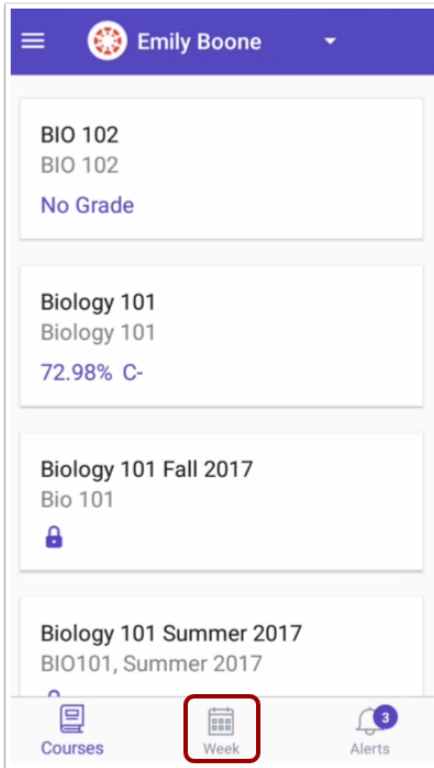 Emily Boone
BIO 102
BIO 102
No Grade
Biology 101
Biology 101
72.98% C-
Biology 101 Fall 2017
Bio 101
Biology 101 Summer 2017
BIO101, Summer 2017
3
Courses
Week
Alerts